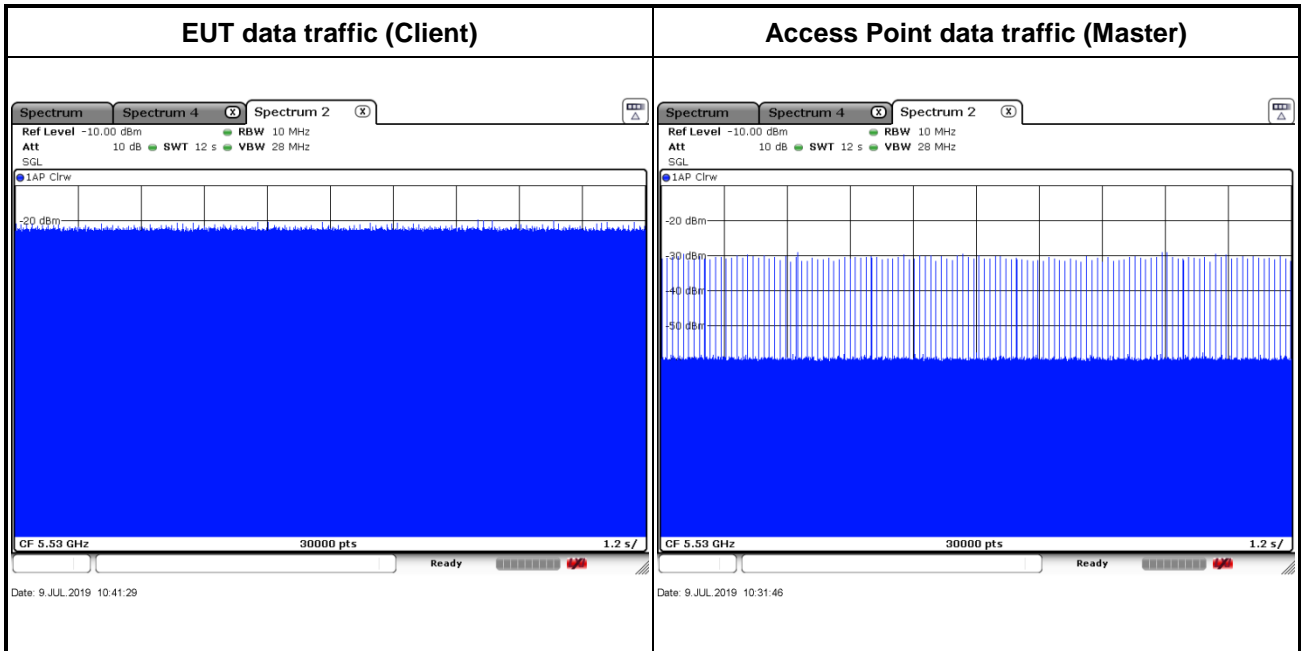 EUT data traffic (Client)
Spectrum Spectrum 4 X Spectrum 2 X
Ref Level -10.00 dBm RBW 10 MHz
Att 10 dB SWT 12 s VBW 28 MHz
SGL
1AP Clrw
-20 dBm
CF 5.53 GHz 30000 pts 1.2 s/
Ready
Date: 9.JUL.2019 10:41:29
Access Point data traffic (Master)
Spectrum Spectrum 4 X Spectrum 2 X
Ref Level -10.00 dBm RBW 10 MHz
Att 10 dB SWT 12 s VBW 28 MHz
SGL
1AP Clrw
-20 dBm
-30 dBm
-40 dBm
-50 dBm
CF 5.53 GHz 30000 pts 1.2 s/
Ready
Date: 9.JUL.2019 10:31:46